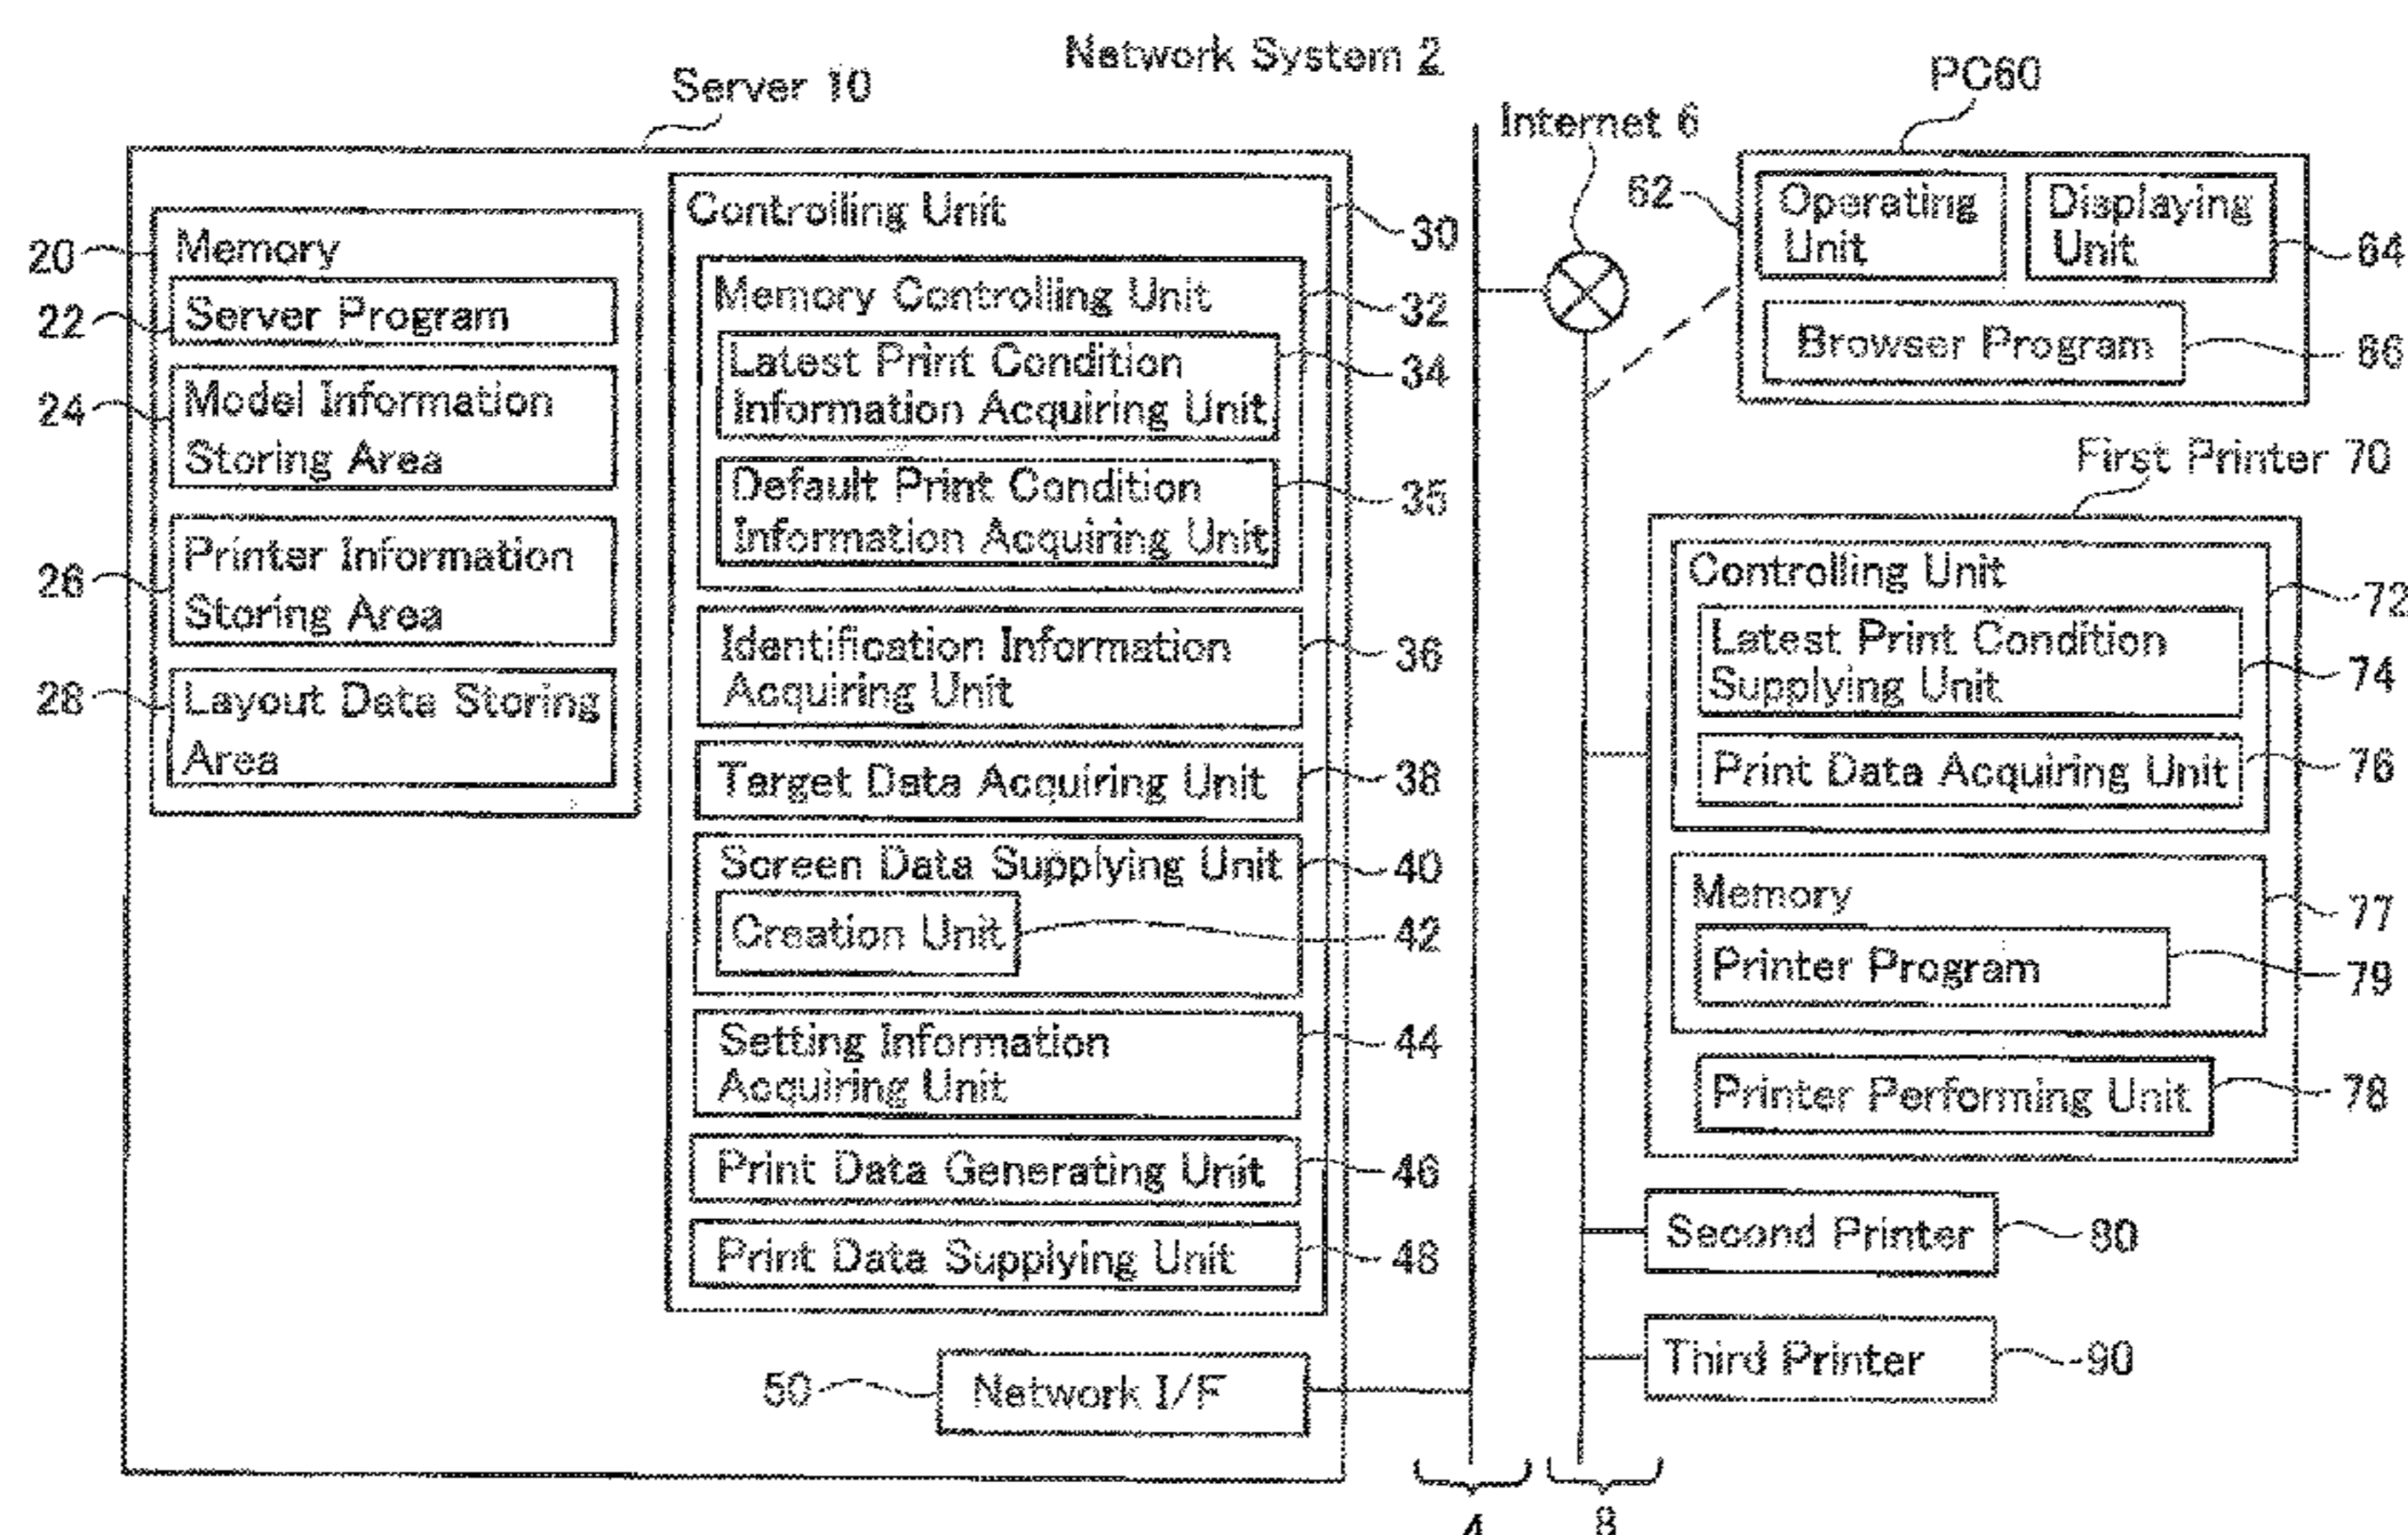 Network System 2
Server 10
20
Memory
22
Server Program
24
Model Information
Storing Area
26
Printer Information
Storing Area
28
Layout Data Storing
Area
Controlling Unit
30
Memory Controlling Unit
32
Latest Print Condition
Information Acquiring Unit
34
Default Print Condition
Information Acquiring Unit
35
Identification Information
Acquiring Unit
36
Target Data Acquiring Unit
38
Screen Data Supplying Unit
40
Creation Unit
42
Setting Information
Acquiring Unit
44
Print Data Generating Unit
46
Print Data Supplying Unit
48
50
Network I/F
Internet 6
4
8
PC60
62
Operating
Unit
Displaying
Unit
64
Browser Program
66
First Printer 70
Controlling Unit
72
Latest Print Condition
Supplying Unit
74
Print Data Acquiring Unit
76
Memory
77
Printer Program
79
Printer Performing Unit
78
Second Printer
80
Third Printer
90